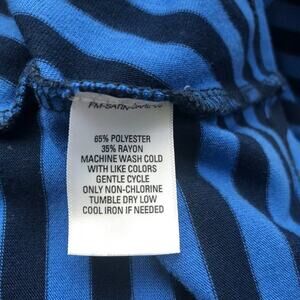 65% POLYESTER
35% RAYON
MACHINE WASH COLD
WITH LIKE COLORS
GENTLE CYCLE
ONLY NON-CHLORINE
TUMBLE DRY LOW
COOL IRON IF NEEDED